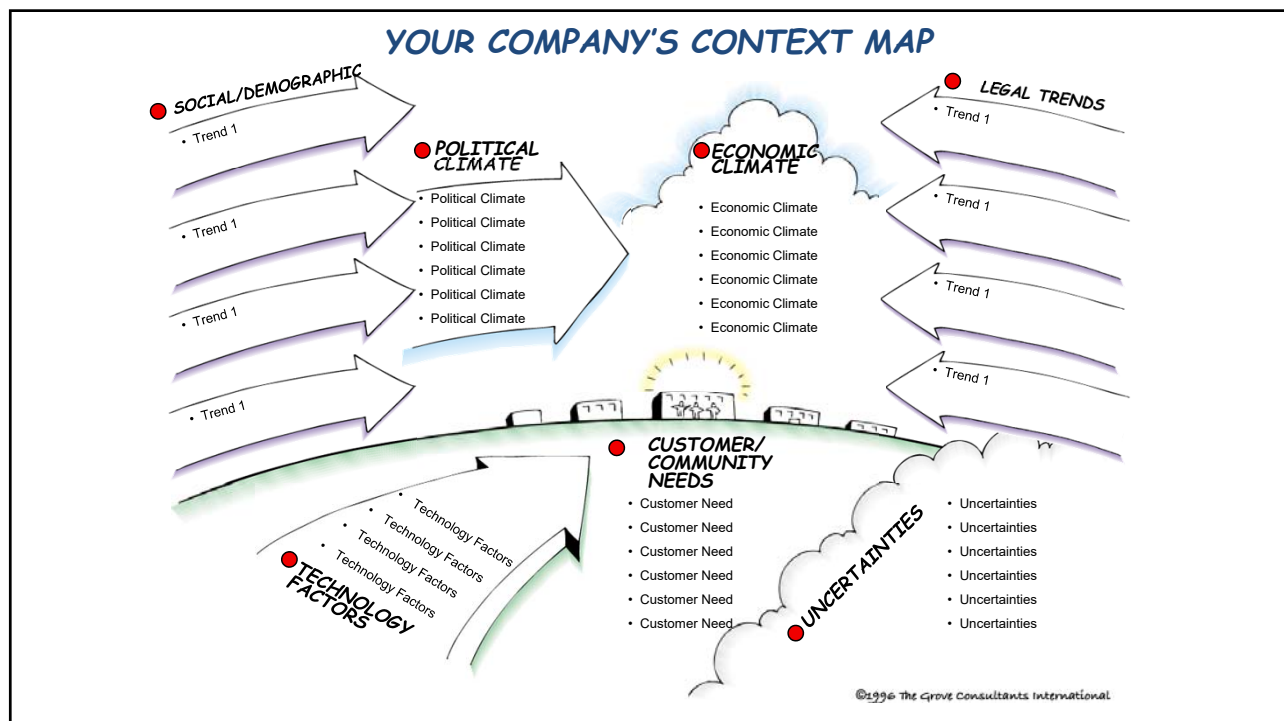 YOUR COMPANY'S CONTEXT MAP
SOCIAL/DEMOGRAPHIC
• Trend 1
• Trend 1
• Trend 1
• Trend 1
POLITICAL
CLIMATE
• Political Climate
• Political Climate
• Political Climate
• Political Climate
• Political Climate
• Political Climate
ECONOMIC
CLIMATE
• Economic Climate
• Economic Climate
• Economic Climate
• Economic Climate
• Economic Climate
• Economic Climate
LEGAL TRENDS
• Trend 1
• Trend 1
• Trend 1
• Trend 1
TECHNOLOGY
FACTORS
• Technology Factors
• Technology Factors
• Technology Factors
• Technology Factors
CUSTOMER/
COMMUNITY
NEEDS
• Customer Need
• Customer Need
• Customer Need
• Customer Need
• Customer Need
• Customer Need
UNCERTAINTIES
• Uncertainties
• Uncertainties
• Uncertainties
• Uncertainties
• Uncertainties
• Uncertainties
©1996 The Grove Consultants International